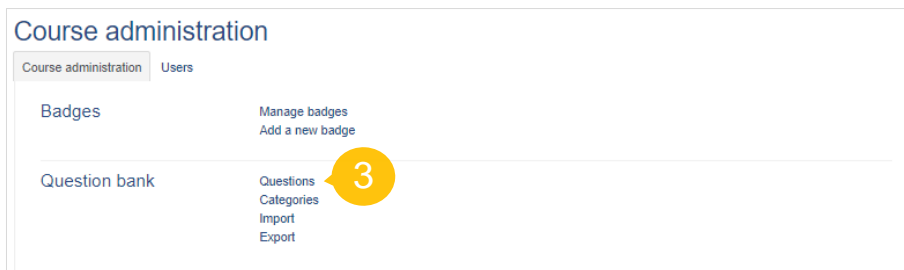 Course administration
Course administration Users
Badges Manage badges
Add a new badge
Question bank Questions 3
Categories
Import
Export